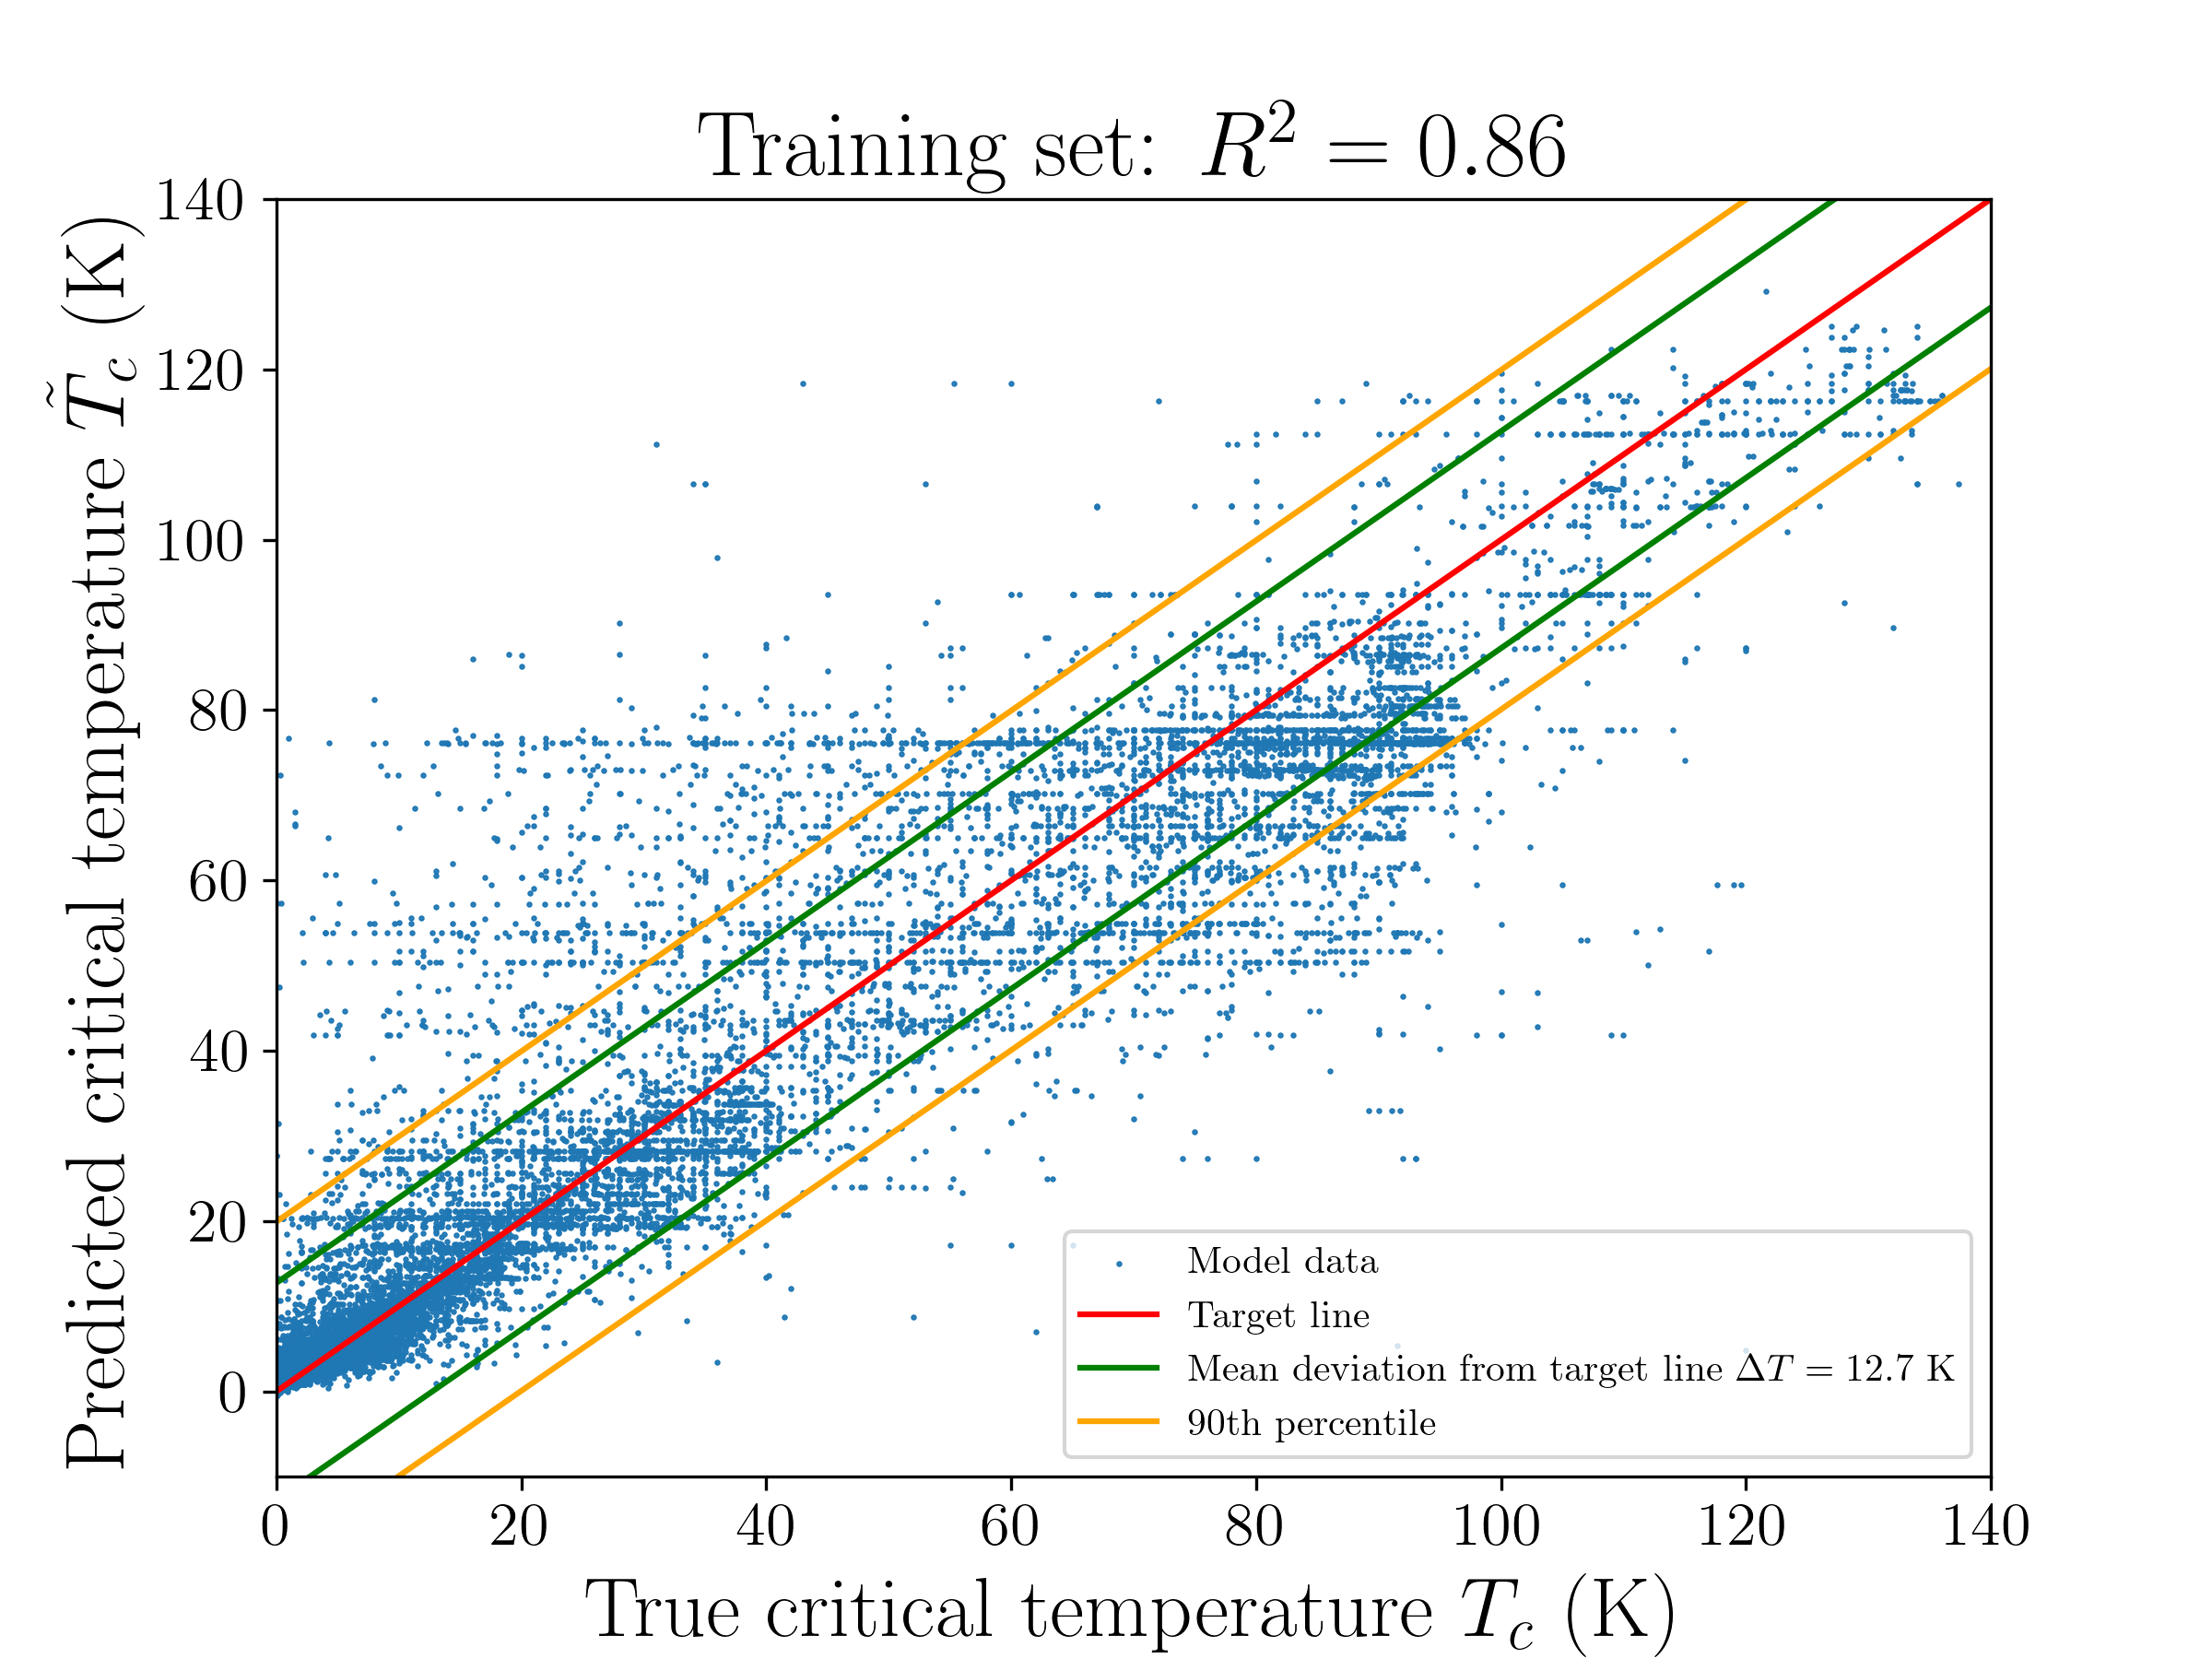 Training set: R² = 0.86
Predicted critical temperature T̃_c (K)
140
120
100
80
60
40
20
0
Model data
Target line
Mean deviation from target line ΔT = 12.7 K
90th percentile
0 20 40 60 80 100 120 140
True critical temperature T_c (K)